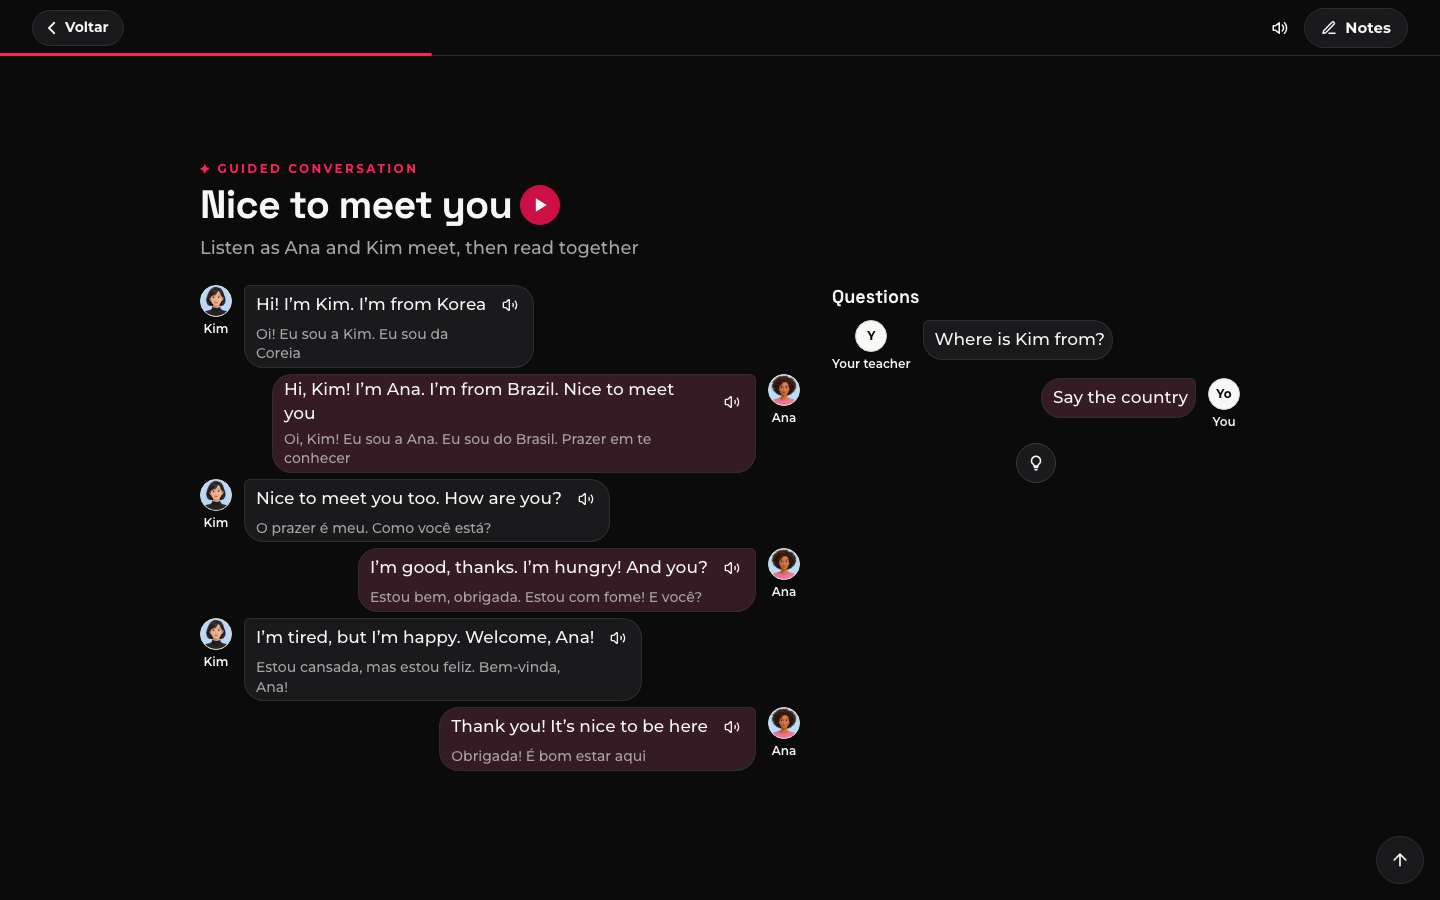 Voltar
Notes
GUIDED CONVERSATION
Nice to meet you
Listen as Ana and Kim meet, then read together
Kim
Hi! I’m Kim. I’m from Korea
Oi! Eu sou a Kim. Eu sou da
Coreia
Hi, Kim! I’m Ana. I’m from Brazil. Nice to meet
you
Oi, Kim! Eu sou a Ana. Eu sou do Brasil. Prazer em te
conhecer
Ana
Kim
Nice to meet you too. How are you?
O prazer é meu. Como você está?
I’m good, thanks. I’m hungry! And you?
Estou bem, obrigada. Estou com fome! E você?
Ana
Kim
I’m tired, but I’m happy. Welcome, Ana!
Estou cansada, mas estou feliz. Bem-vinda,
Ana!
Thank you! It’s nice to be here
Obrigada! É bom estar aqui
Ana
Questions
Y
Your teacher
Where is Kim from?
Say the country
Yo
You